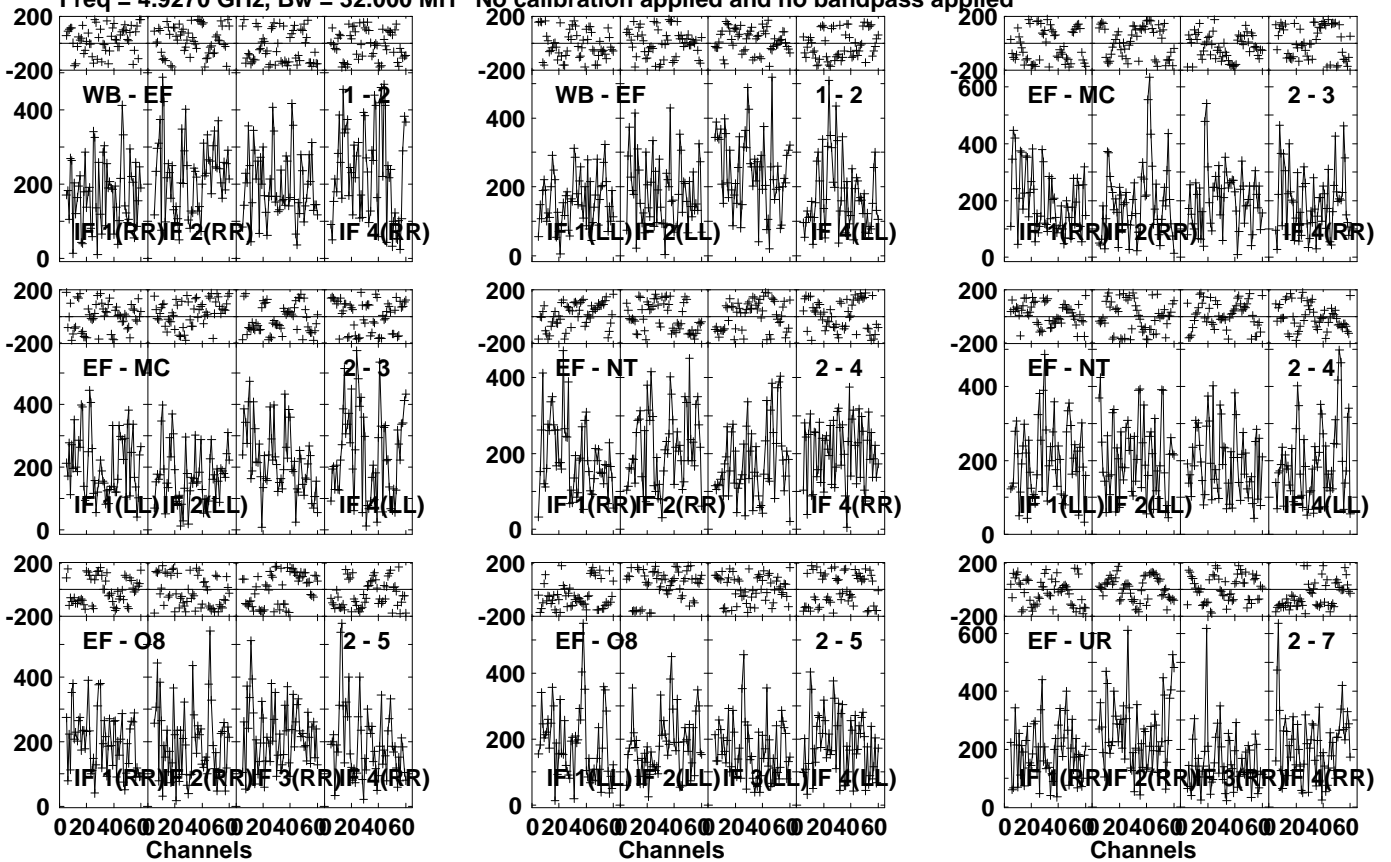 Freq = 4.9270 GHz, Bw = 32.000 MH No calibration applied and no bandpass applied
200
-200
WB - EF 1 - 2
400
200
0
IF 1(RR) IF 2(RR) IF 4(RR)
200
-200
WB - EF 1 - 2
400
200
0
IF 1(LL) IF 2(LL) IF 4(LL)
200
-200
600
EF - MC 2 - 3
400
200
0
IF 1(RR) IF 2(RR) IF 4(RR)
200
-200
EF - MC 2 - 3
400
200
0
IF 1(LL) IF 2(LL) IF 4(LL)
200
-200
EF - NT 2 - 4
400
200
0
IF 1(RR) IF 2(RR) IF 4(RR)
200
-200
EF - NT 2 - 4
400
200
0
IF 1(LL) IF 2(LL) IF 4(LL)
200
-200
EF - O8 2 - 5
400
200
0
IF 1(RR) IF 2(RR) IF 3(RR) IF 4(RR)
0 20 40 60 0 20 40 60 0 20 40 60 0 20 40 60
Channels
200
-200
EF - O8 2 - 5
400
200
0
IF 1(LL) IF 2(LL) IF 3(LL) IF 4(LL)
0 20 40 60 0 20 40 60 0 20 40 60 0 20 40 60
Channels
200
-200
600
EF - UR 2 - 7
400
200
0
IF 1(RR) IF 2(RR) IF 3(RR) IF 4(RR)
0 20 40 60 0 20 40 60 0 20 40 60 0 20 40 60
Channels